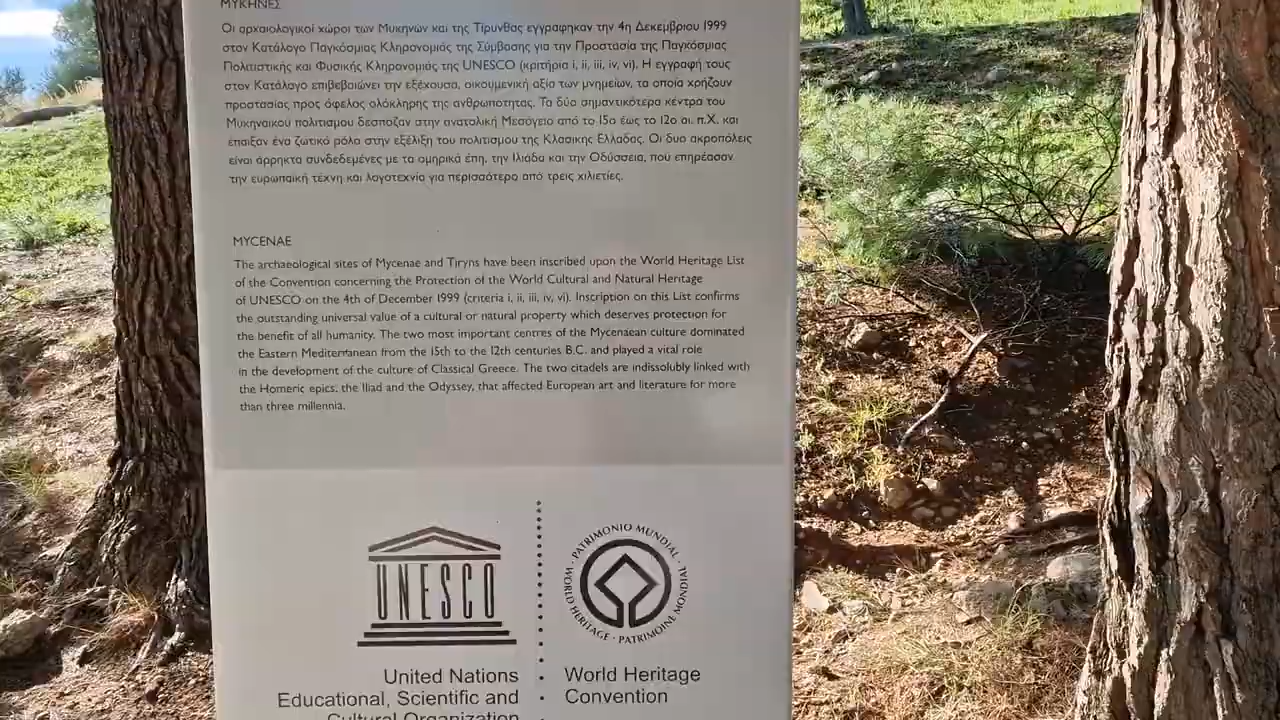 ΜΥΚΗΝΕΣ
Οι αρχαιολογικοί χώροι των Μυκηνών και της Τίρυνθας εγγράφηκαν την 4η Δεκεμβρίου 1999
στον Κατάλογο Παγκόσμιας Κληρονομιάς της Σύμβασης για την Προστασία της Παγκόσμιας
Πολιτιστικής και Φυσικής Κληρονομιάς της UNESCO (κριτήρια i, ii, iii, iv, vi). Η εγγραφή τους
στον Κατάλογο επιβεβαιώνει την εξέχουσα, οικουμενική αξία των μνημείων, τα οποία χρήζουν
προστασίας προς όφελος ολόκληρης της ανθρωπότητας. Τα δύο σημαντικότερα κέντρα του
Μυκηναϊκού πολιτισμού δέσποζαν στην ανατολική Μεσόγειο από το 15ο έως το 12ο αι. π.Χ. και
έπαιξαν ένα ζωτικό ρόλο στην εξέλιξη του πολιτισμού της Κλασικής Ελλάδας. Οι δυο ακροπόλεις
είναι άρρηκτα συνδεδεμένες με τα ομηρικά έπη, την Ιλιάδα και την Οδύσσεια, που επηρέασαν
την ευρωπαϊκή τέχνη και λογοτεχνία για περισσότερο από τρεις χιλιετίες.
MYCENAE
The archaeological sites of Mycenae and Tiryns have been inscribed upon the World Heritage List
of the Convention concerning the Protection of the World Cultural and Natural Heritage
of UNESCO on the 4th of December 1999 (criteria i, ii, iii, iv, vi). Inscription on this List confirms
the outstanding universal value of a cultural or natural property which deserves protection for
the benefit of all humanity. The two most important centres of the Mycenaean culture dominated
the Eastern Mediterranean from the 15th to the 12th centuries B.C. and played a vital role
in the development of the culture of Classical Greece. The two citadels are indissolubly linked with
the Homeric epics, the Iliad and the Odyssey, that affected European art and literature for more
than three millennia.
UNESCO
WORLD HERITAGE · PATRIMONIO MUNDIAL · PATRIMOINE MONDIAL
United Nations
Educational, Scientific and
Cultural Organization
World Heritage
Convention